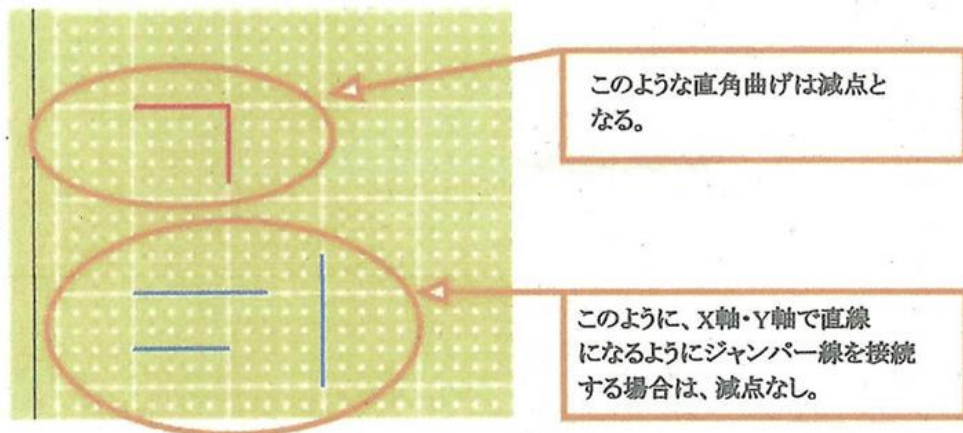 このような直角曲げは減点と
なる。
このように、X軸・Y軸で直線
になるようにジャンパー線を接続
する場合は、減点なし。